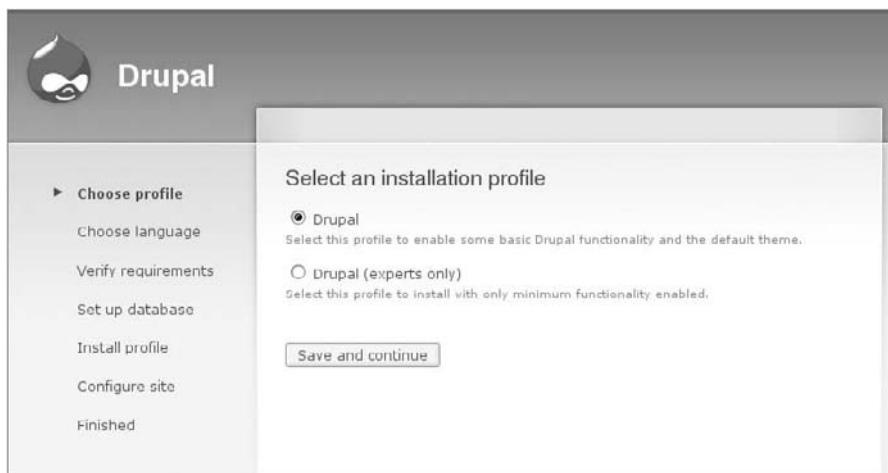 Drupal
Choose profile
Choose language
Verify requirements
Set up database
Install profile
Configure site
Finished
Select an installation profile
Drupal
Select this profile to enable some basic Drupal functionality and the default theme.
Drupal (experts only)
Select this profile to install with only minimum functionality enabled.
Save and continue